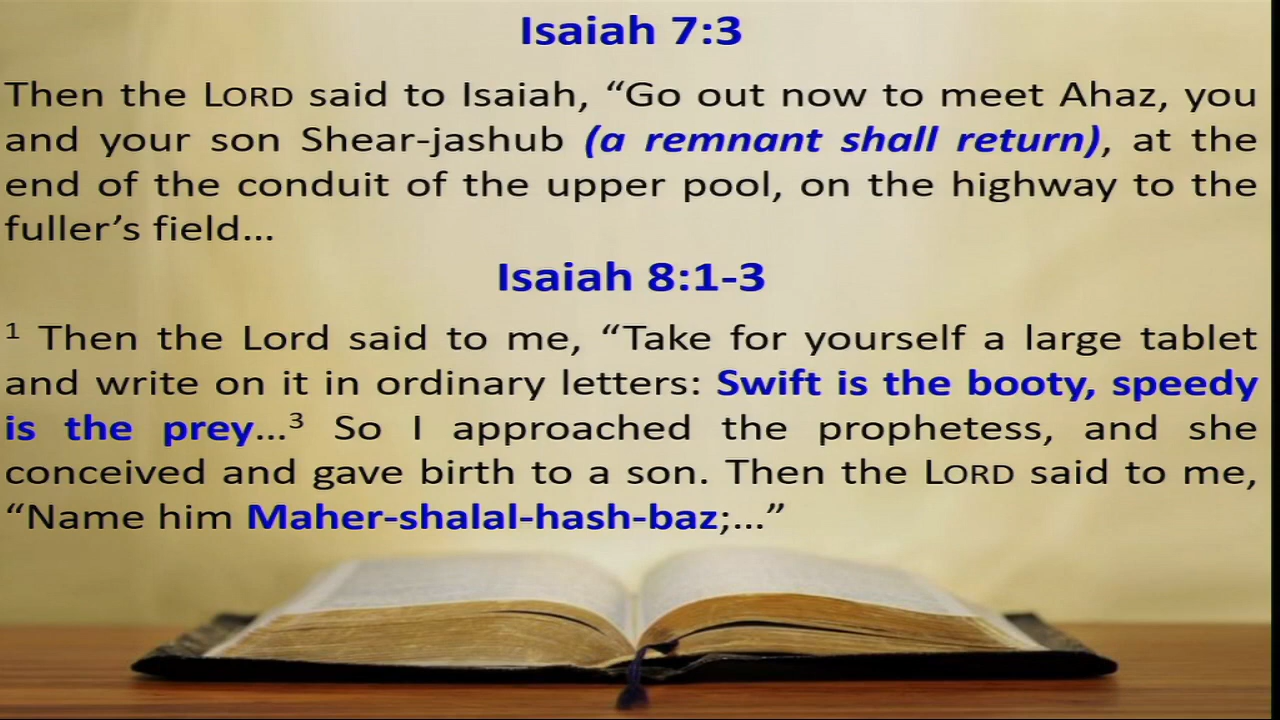 Isaiah 7:3
Then the LORD said to Isaiah, “Go out now to meet Ahaz, you
and your son Shear-jashub (a remnant shall return), at the
end of the conduit of the upper pool, on the highway to the
fuller’s field…
Isaiah 8:1-3
1 Then the Lord said to me, “Take for yourself a large tablet
and write on it in ordinary letters: Swift is the booty, speedy
is the prey…3 So I approached the prophetess, and she
conceived and gave birth to a son. Then the LORD said to me,
“Name him Maher-shalal-hash-baz;…”